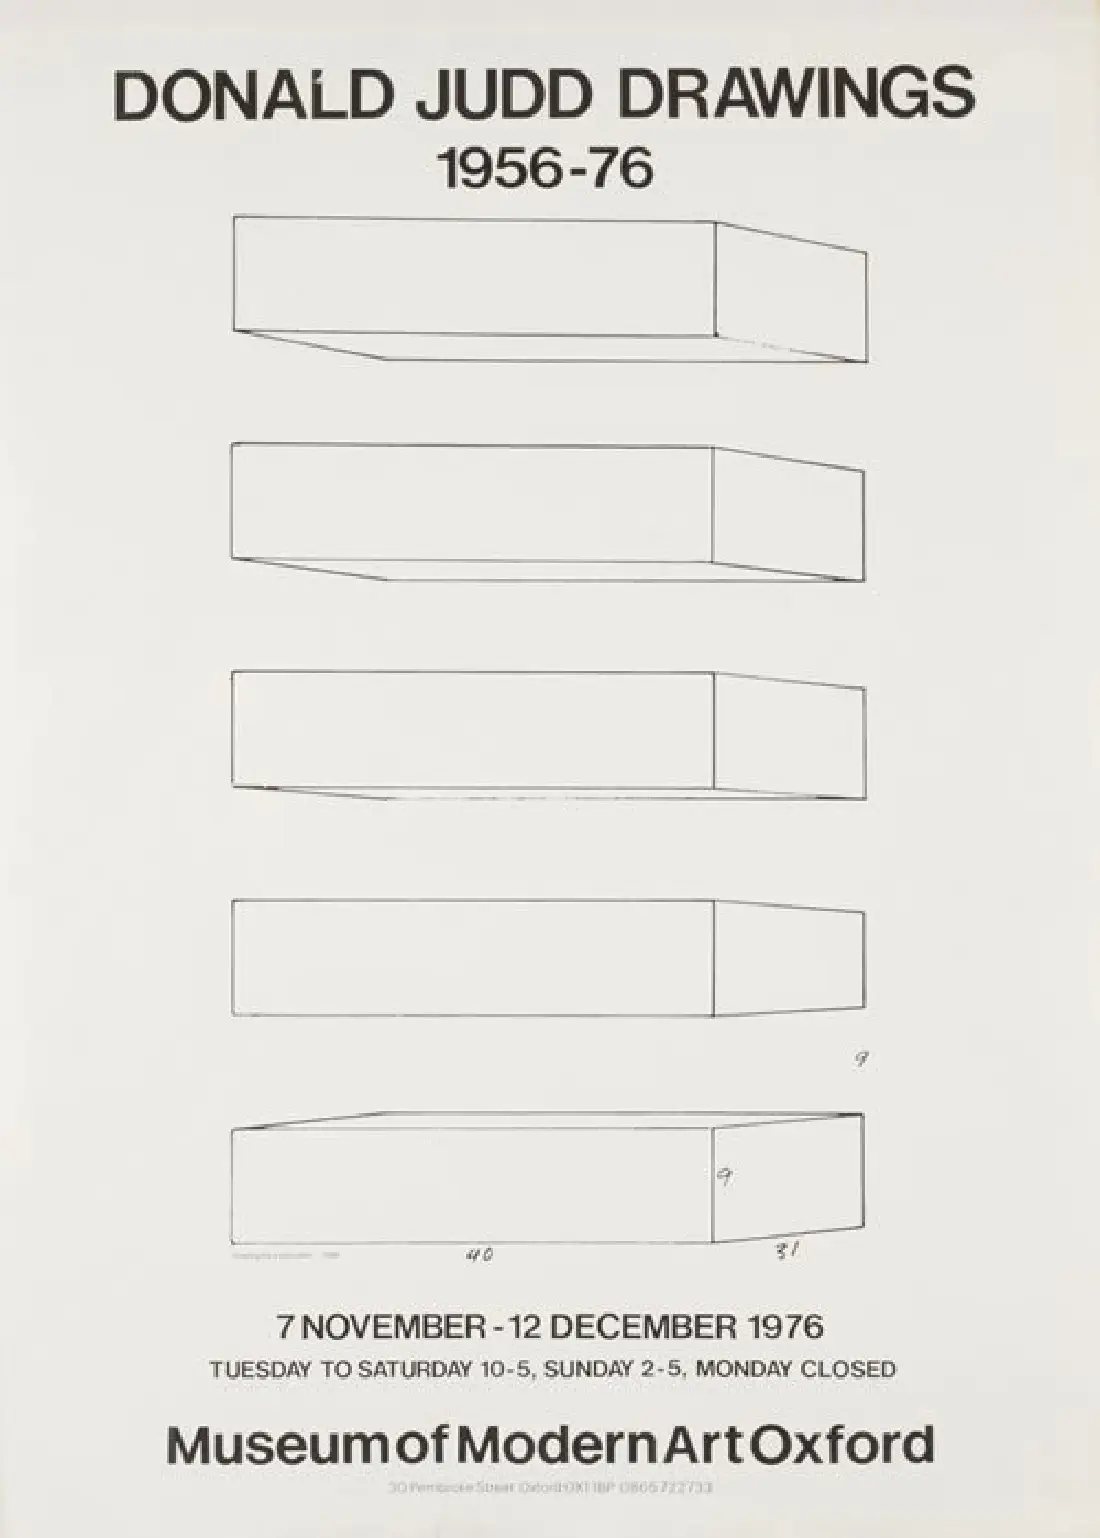 DONALD JUDD DRAWINGS
1956-76
9
9
40
31
7 NOVEMBER - 12 DECEMBER 1976
TUESDAY TO SATURDAY 10-5, SUNDAY 2-5, MONDAY CLOSED
Museum of Modern Art Oxford
30 Pembroke Street Oxford OX1 1BP 0865 722733